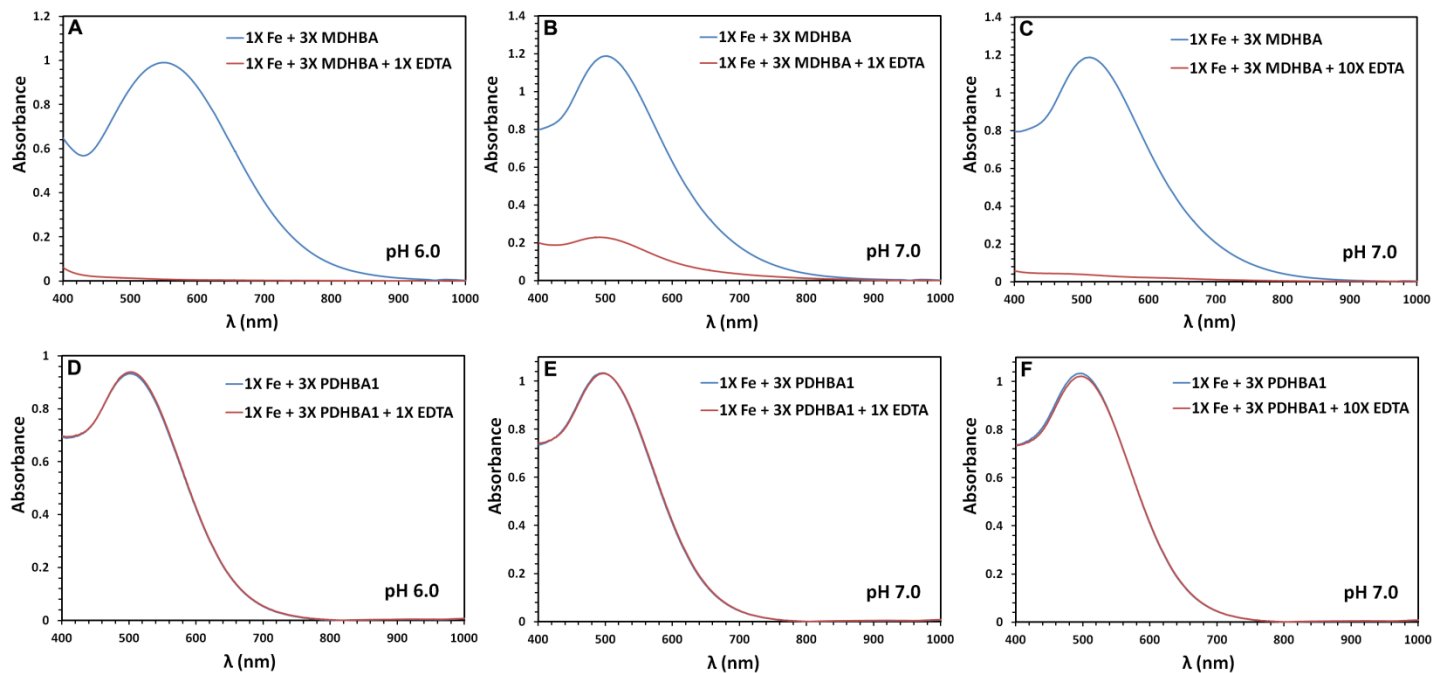 A
1X Fe + 3X MDHBA
1X Fe + 3X MDHBA + 1X EDTA
pH 6.0
Absorbance
1.2
1
0.8
0.6
0.4
0.2
0
400 500 600 700 800 900 1000
λ (nm)
B
1X Fe + 3X MDHBA
1X Fe + 3X MDHBA + 1X EDTA
pH 7.0
Absorbance
1.4
1.2
1
0.8
0.6
0.4
0.2
0
400 500 600 700 800 900 1000
λ (nm)
C
1X Fe + 3X MDHBA
1X Fe + 3X MDHBA + 10X EDTA
pH 7.0
Absorbance
1.4
1.2
1
0.8
0.6
0.4
0.2
0
400 500 600 700 800 900 1000
λ (nm)
D
1X Fe + 3X PDHBA1
1X Fe + 3X PDHBA1 + 1X EDTA
pH 6.0
Absorbance
1
0.8
0.6
0.4
0.2
0
400 500 600 700 800 900 1000
λ (nm)
E
1X Fe + 3X PDHBA1
1X Fe + 3X PDHBA1 + 1X EDTA
pH 7.0
Absorbance
1
0.8
0.6
0.4
0.2
0
400 500 600 700 800 900 1000
λ (nm)
F
1X Fe + 3X PDHBA1
1X Fe + 3X PDHBA1 + 10X EDTA
pH 7.0
Absorbance
1
0.8
0.6
0.4
0.2
0
400 500 600 700 800 900 1000
λ (nm)